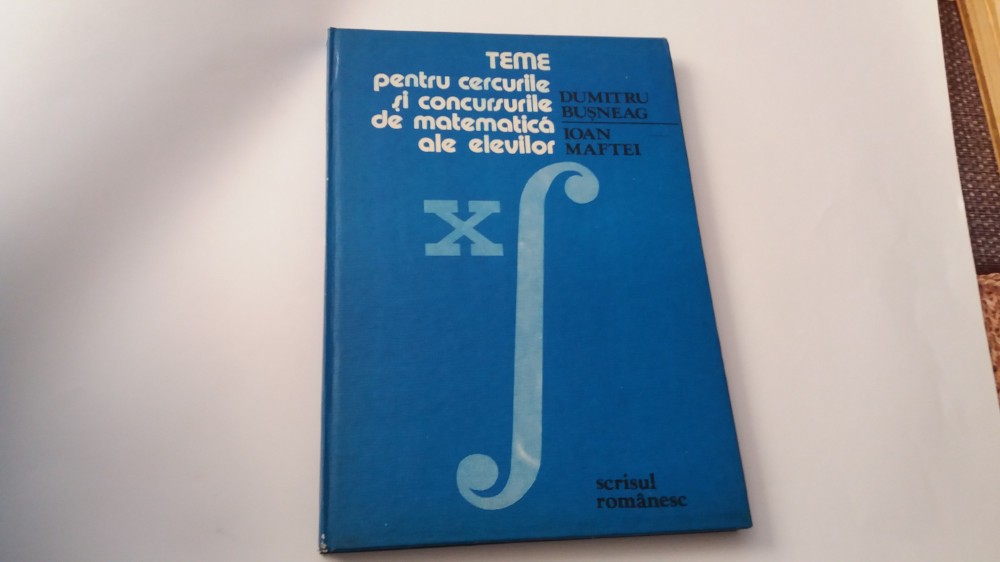 TEME
pentru cercurile
și concursurile
de matematică
ale elevilor
DUMITRU
BUȘNEAG
IOAN
MAFTEI
x
scrisul
românesc